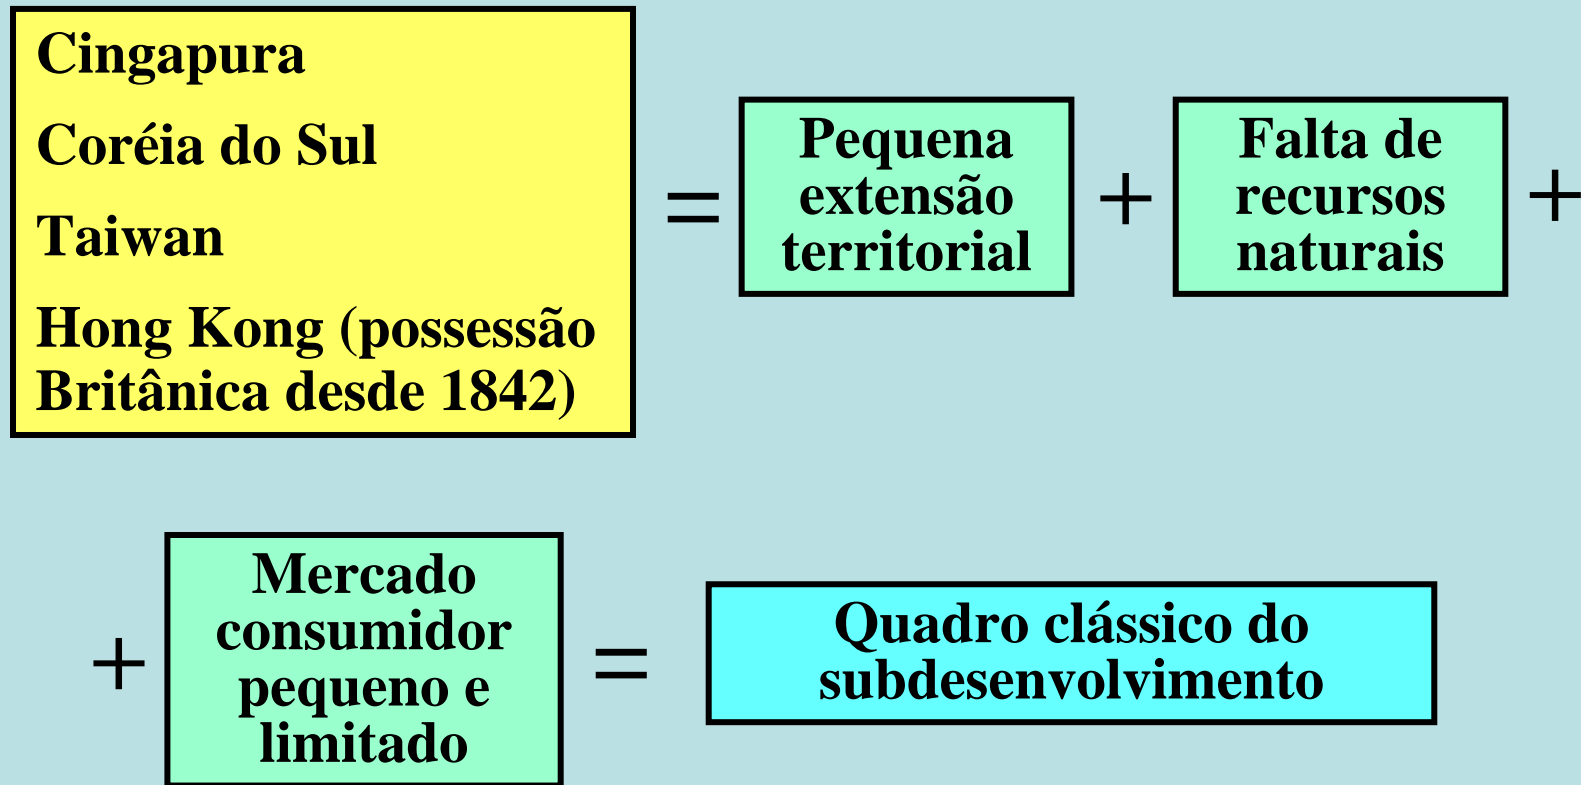 Cingapura
Coréia do Sul
Taiwan
Hong Kong (possessão
Britânica desde 1842)
=
Pequena
extensão
territorial
+
Falta de
recursos
naturais
+
+
Mercado
consumidor
pequeno e
limitado
=
Quadro clássico do
subdesenvolvimento